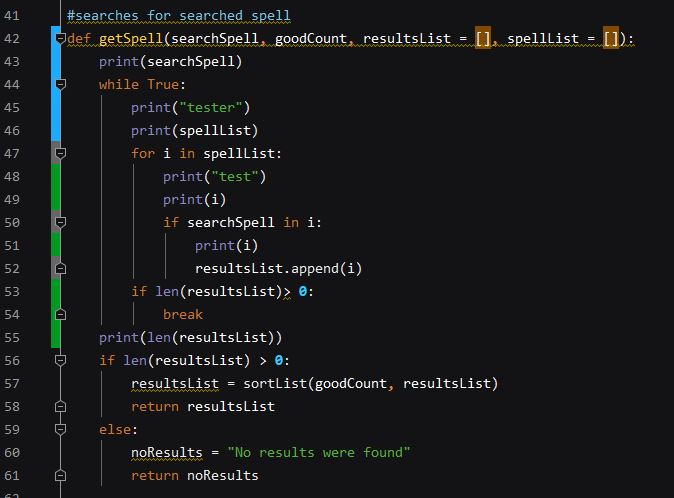 41 #searches for searched spell
42 def getSpell(searchSpell, goodCount, resultsList = [], spellList = []):
43     print(searchSpell)
44     while True:
45         print("tester")
46         print(spellList)
47         for i in spellList:
48             print("test")
49             print(i)
50             if searchSpell in i:
51                 print(i)
52                 resultsList.append(i)
53         if len(resultsList)> 0:
54             break
55     print(len(resultsList))
56     if len(resultsList) > 0:
57         resultsList = sortList(goodCount, resultsList)
58         return resultsList
59     else:
60         noResults = "No results were found"
61         return noResults